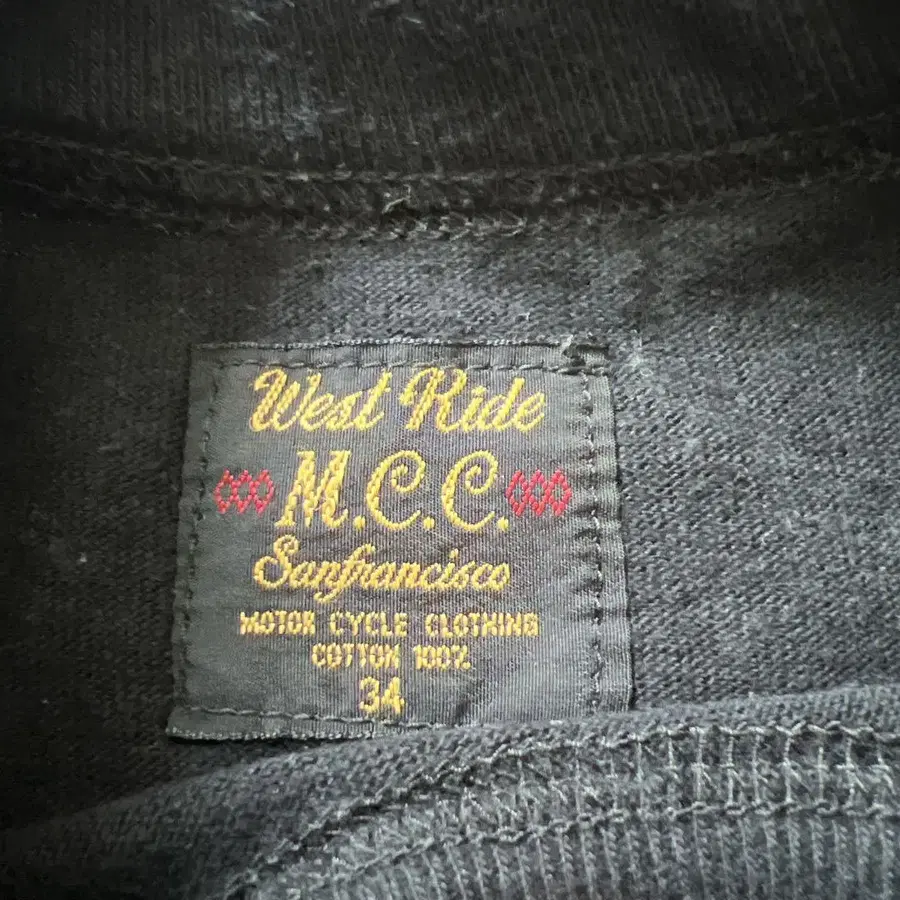 West Ride
M.C.C.
Sanfrancisco
MOTOR CYCLE CLOTHING
COTTON 100%
34